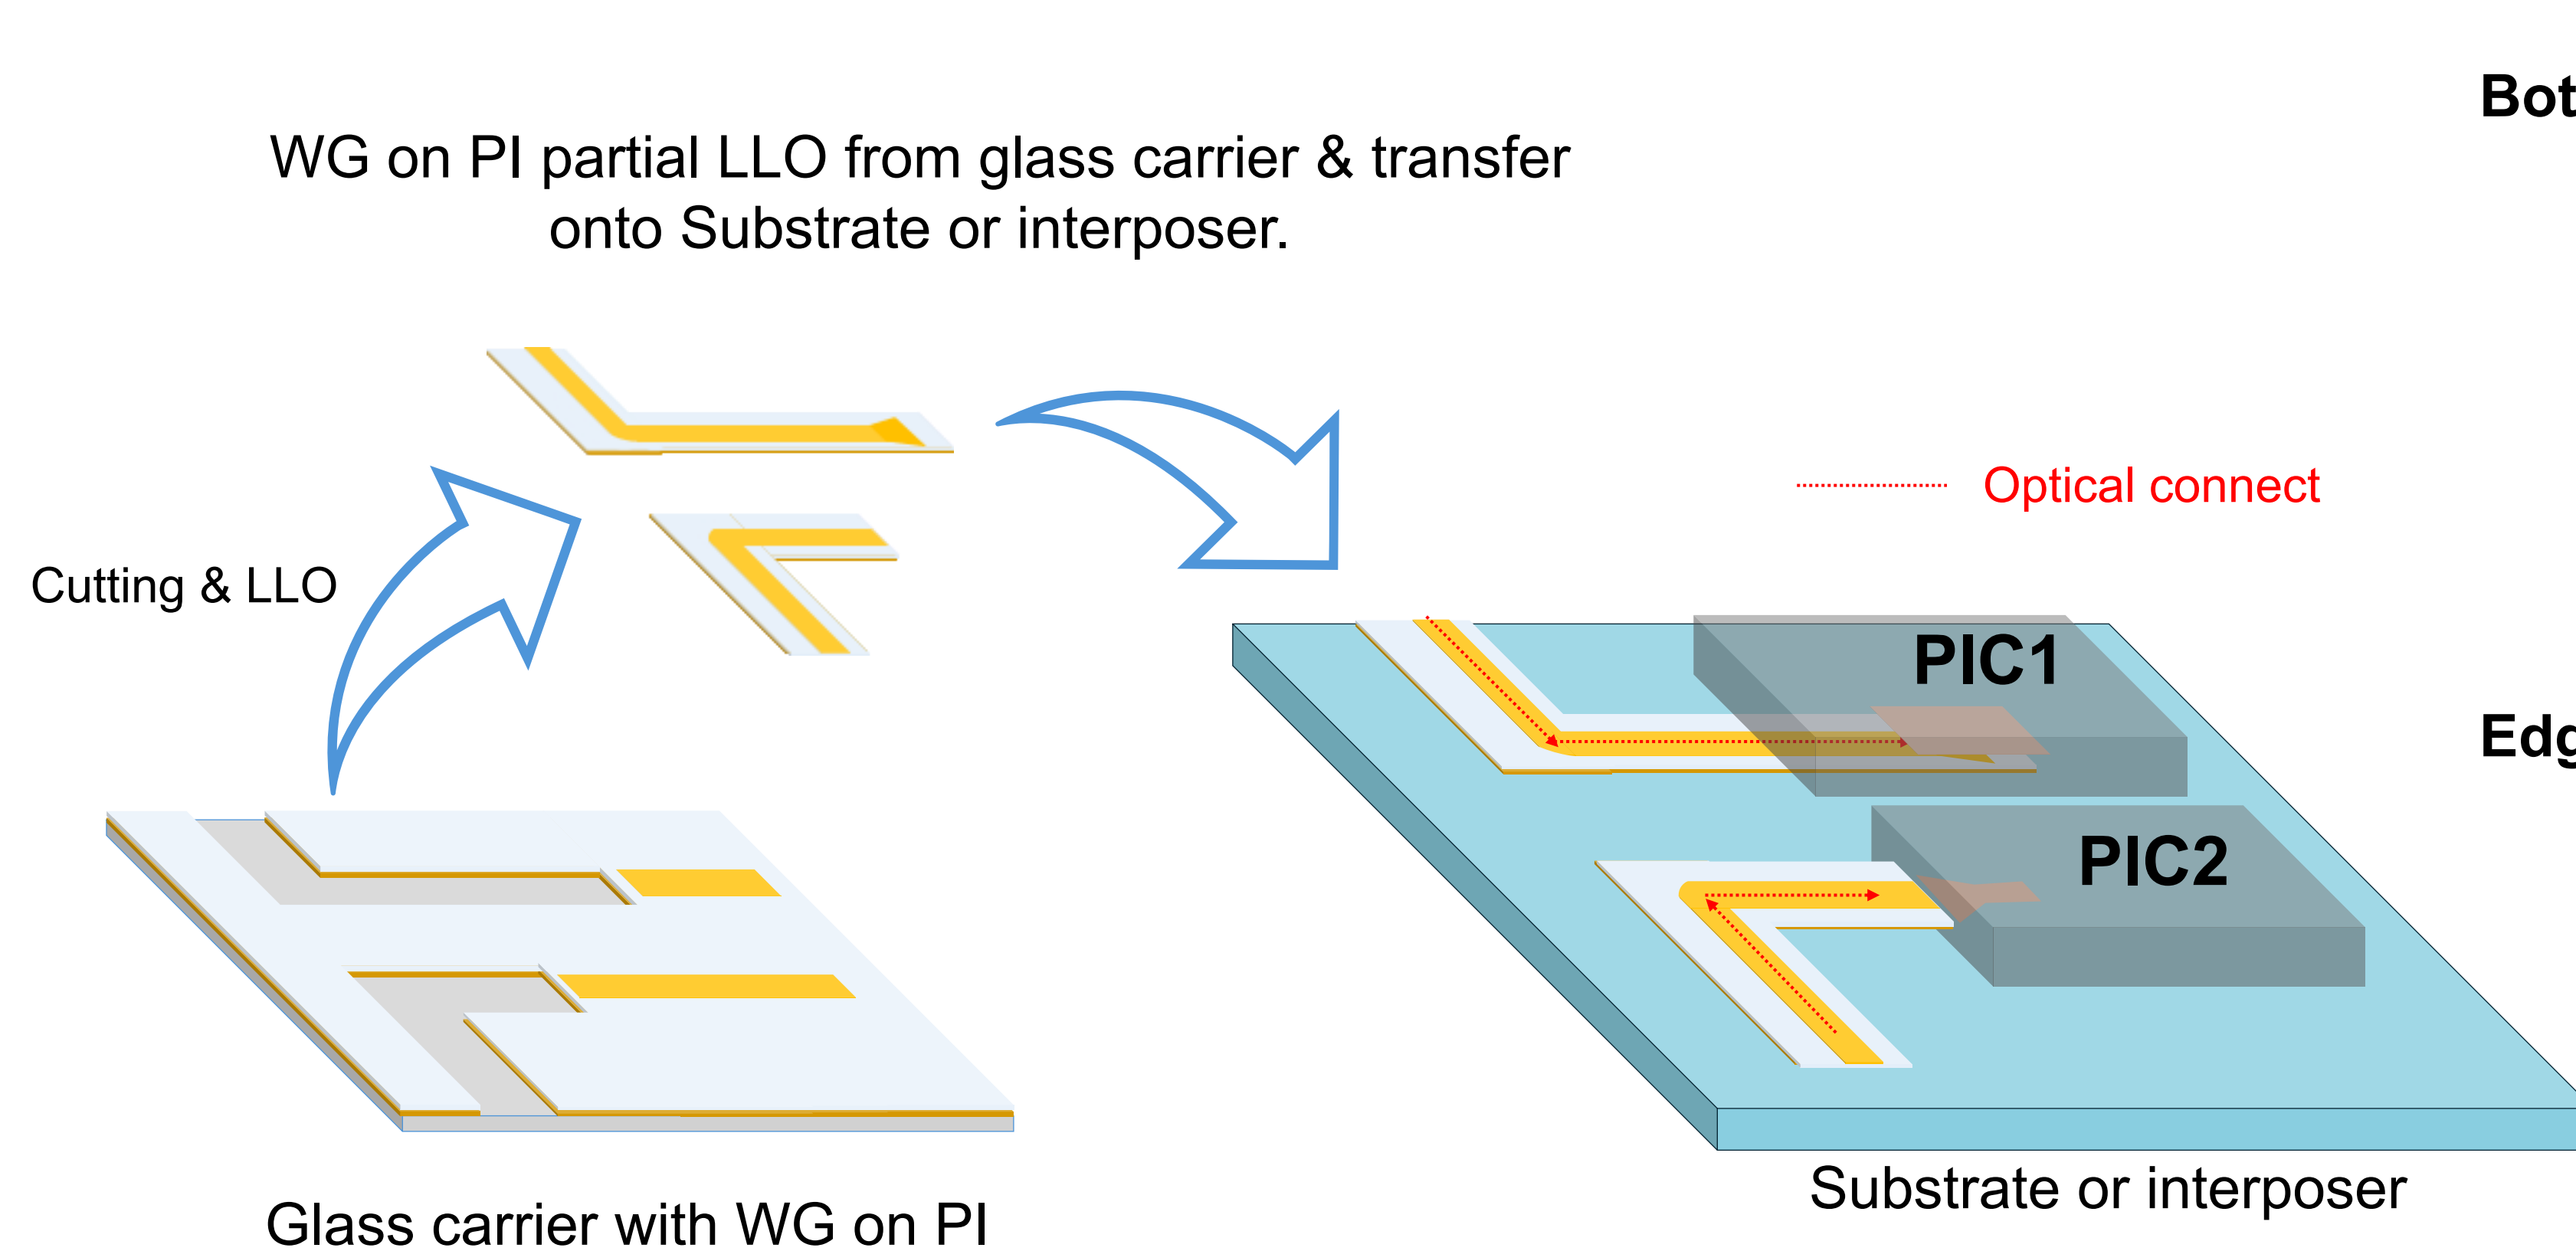 WG on PI partial LLO from glass carrier & transfer
onto Substrate or interposer.
Cutting & LLO
Glass carrier with WG on PI
Optical connect
PIC1
PIC2
Substrate or interposer
Bot
Edg